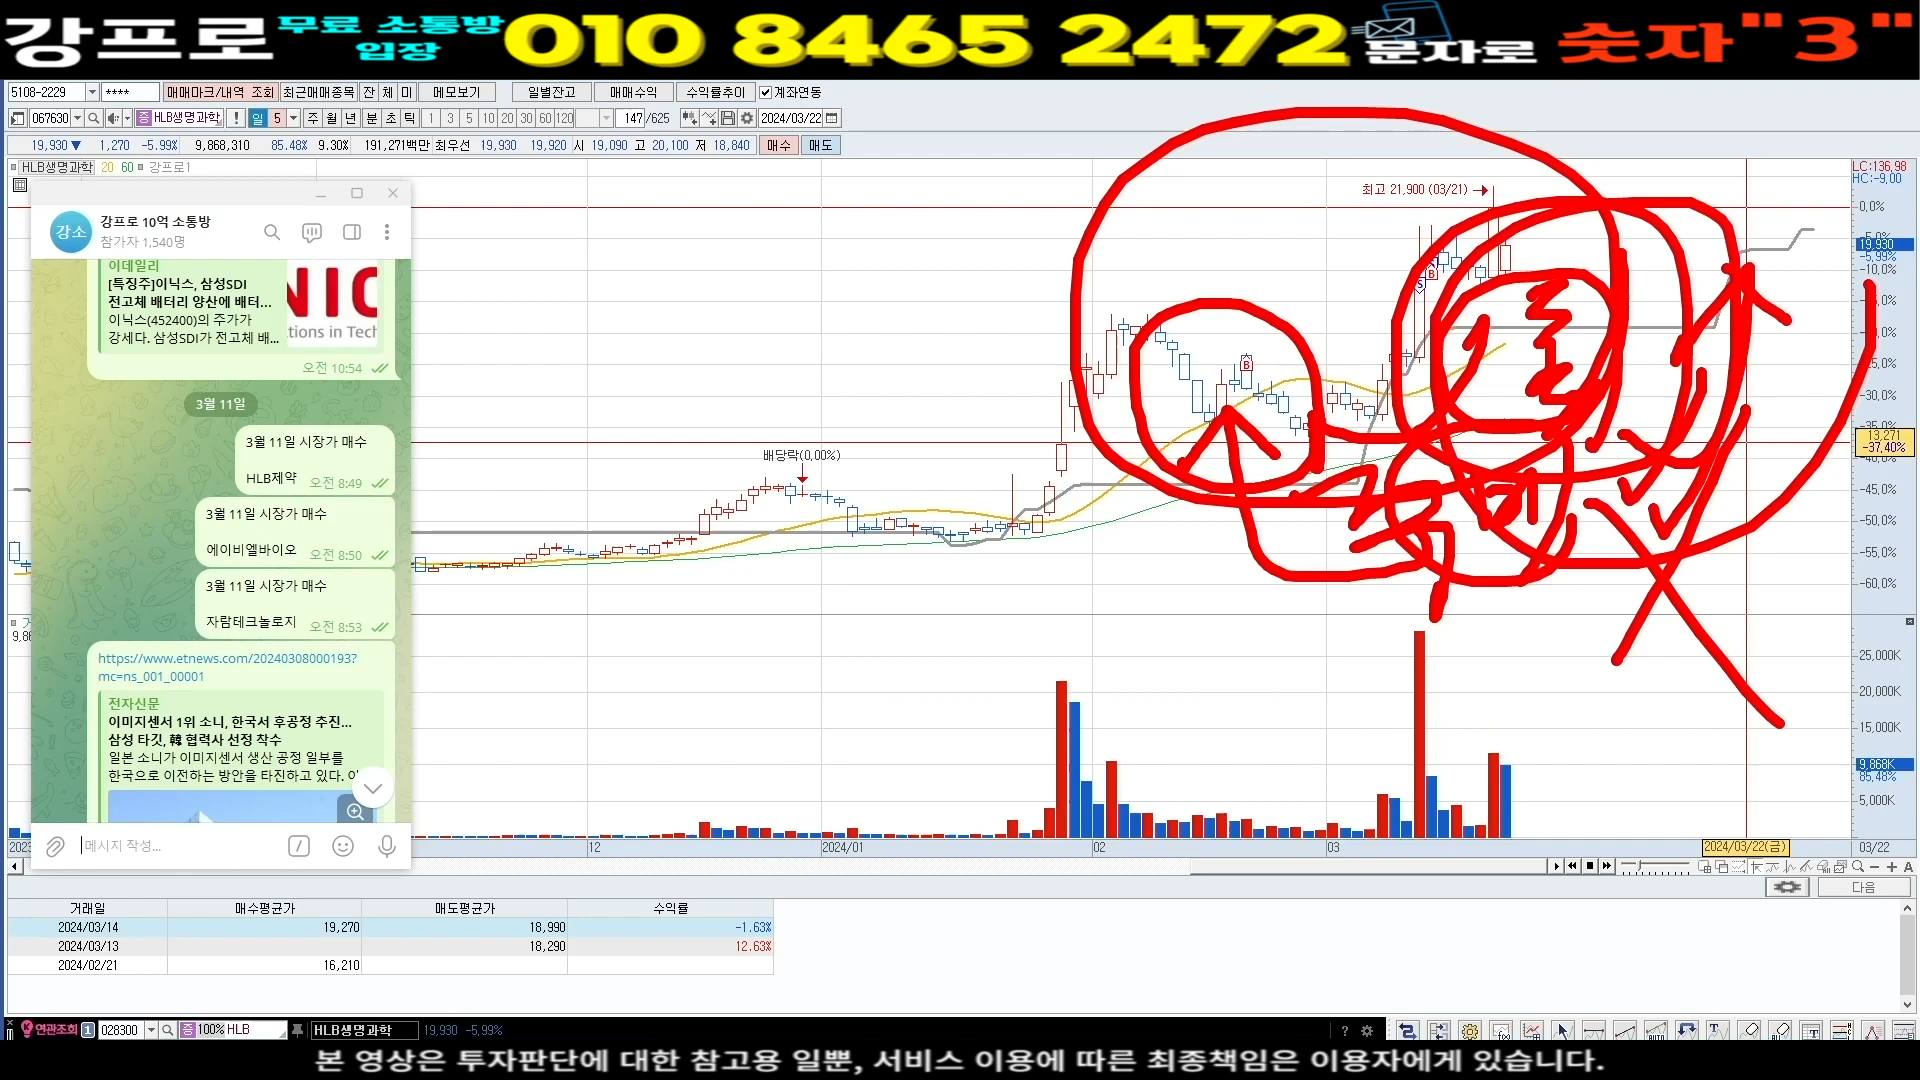 강프로 무료 소통방 입장 010 8465 2472 문자로 숫자"3"
5108-2229 **** 매매마크/내역 조회 최근매매종목 잔 체 미 메모보기 일별잔고 매매수익 수익률추이 계좌연동
067630 증 HLB생명과학 ! 일 5 주 월 년 분 초 틱 1 3 5 10 20 30 60 120 147 /625 2024/03/22
19,930 ▼ 1,270 -5.99% 9,868,310 85.48% 9.30% 191,271백만 최우선 19,930 19,920 시 19,090 고 20,100 저 18,840 매수 매도
HLB생명과학 20 60 강프로1
LC:136,98
HC:-9,00
최고 21,900 (03/21) →
0,0%
19,930
-5,99%
-10,0%
-30,0%
13,271
-37,40%
-45,0%
-50,0%
-55,0%
-60,0%
배당락(0,00%)
B
S
B
강소
강프로 10억 소통방
참가자 1,540명
이데일리
[특징주]이닉스, 삼성SDI
전고체 배터리 양산에 배터...
이닉스(452400)의 주가가
강세다. 삼성SDI가 전고체 배...
오전 10:54
3월 11일
3월 11일 시장가 매수
HLB제약 오전 8:49
3월 11일 시장가 매수
에이비엘바이오 오전 8:50
3월 11일 시장가 매수
자람테크놀로지 오전 8:53
https://www.etnews.com/20240308000193?
mc=ns_001_00001
전자신문
이미지센서 1위 소니, 한국서 후공정 추진...
삼성 타깃, 韓 협력사 선정 착수
일본 소니가 이미지센서 생산 공정 일부를
한국으로 이전하는 방안을 타진하고 있다.
메시지 작성...
25,000K
20,000K
15,000K
9,868K
85,48%
5,000K
12 2024/01 02 03 2024/03/22(금) 03/22
다음
거래일 매수평균가 매도평균가 수익률
2024/03/14 19,270 18,990 -1.63%
2024/03/13 18,290 12.63%
2024/02/21 16,210
연관조회 1 028300 증 100% HLB HLB생명과학 19,930 -5,99%
본 영상은 투자판단에 대한 참고용 일뿐, 서비스 이용에 따른 최종책임은 이용자에게 있습니다.